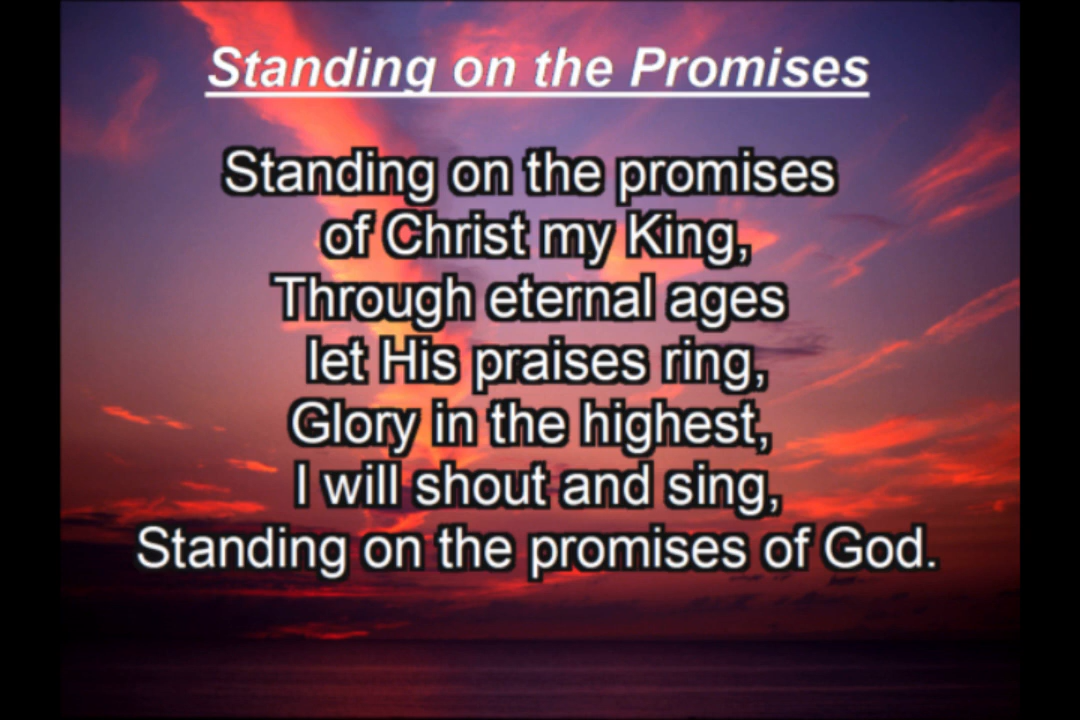 Standing on the Promises
Standing on the promises
of Christ my King,
Through eternal ages
let His praises ring,
Glory in the highest,
I will shout and sing,
Standing on the promises of God.